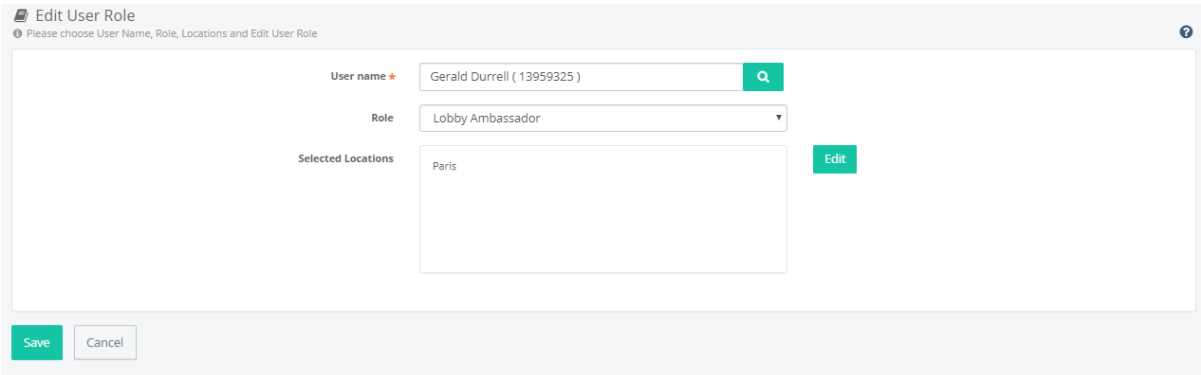 Edit User Role
Please choose User Name, Role, Locations and Edit User Role
User name * Gerald Durrell ( 13959325 )
Role Lobby Ambassador
Selected Locations Paris Edit
Save Cancel